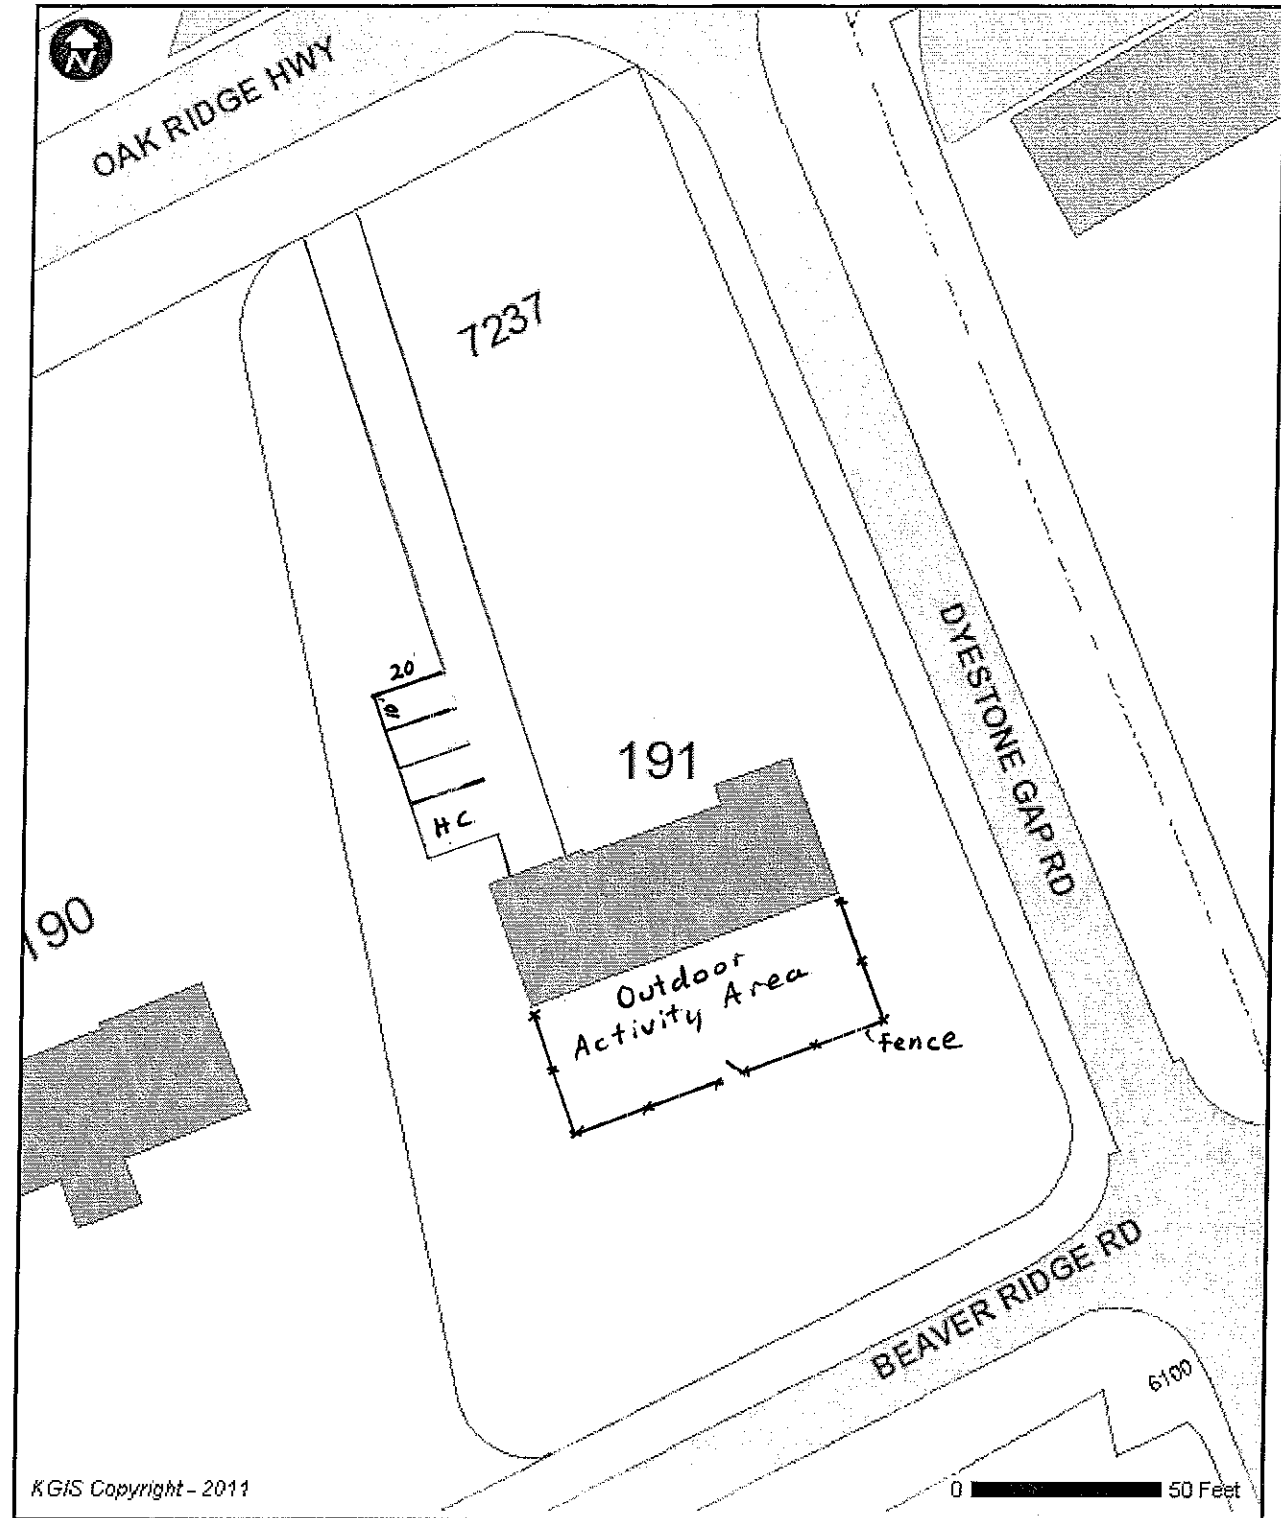 N
OAK RIDGE HWY
7237
DYESTONE GAP RD
20'
10'
191
H C
190
Outdoor
Activity Area
fence
BEAVER RIDGE RD
6100
KGIS Copyright - 2011
0 50 Feet